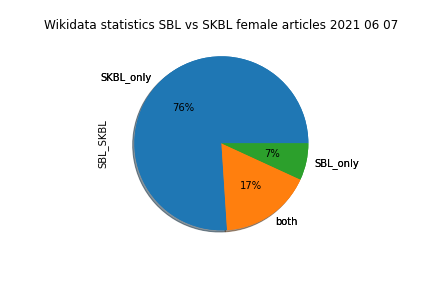 Wikidata statistics SBL vs SKBL female articles 2021 06 07
SKBL_only
76%
SBL_SKBL
7%
SBL_only
17%
both